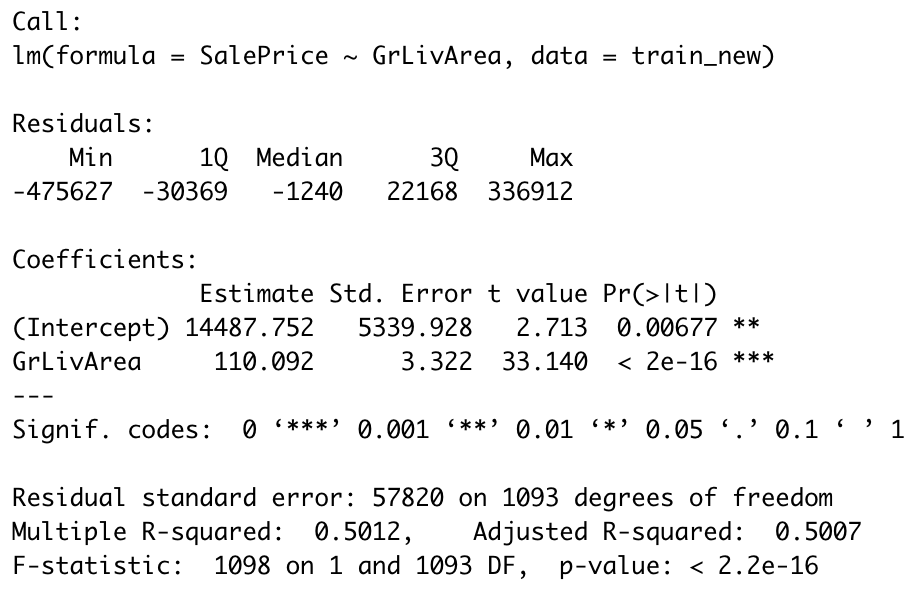 Call:
lm(formula = SalePrice ~ GrLivArea, data = train_new)
Residuals:
    Min      1Q  Median      3Q     Max
-475627  -30369   -1240   22168  336912
Coefficients:
             Estimate Std. Error t value Pr(>|t|)
(Intercept) 14487.752   5339.928   2.713  0.00677 **
GrLivArea     110.092      3.322  33.140  < 2e-16 ***
---
Signif. codes:  0 ‘***’ 0.001 ‘**’ 0.01 ‘*’ 0.05 ‘.’ 0.1 ‘ ’ 1
Residual standard error: 57820 on 1093 degrees of freedom
Multiple R-squared:  0.5012,    Adjusted R-squared:  0.5007
F-statistic:  1098 on 1 and 1093 DF,  p-value: < 2.2e-16